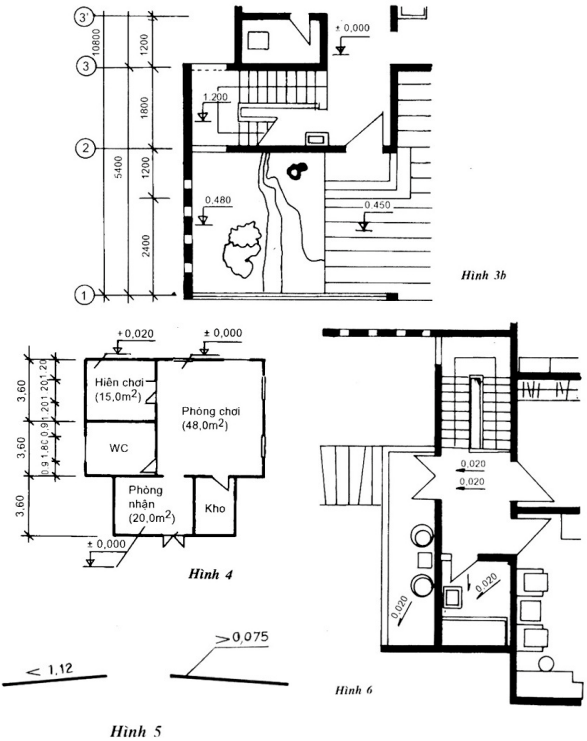 3'
10800
1200
± 0,000
3
1800
1.200
2
5400
1200
0,480
0,450
2400
Hình 3b
1
+0,020
± 0,000
3,60
1.20
1.20
1.20
Hiên chơi
(15,0m²)
Phòng chơi
(48,0m²)
3,60
0.9
1.80
0.9
WC
3,60
Phòng
nhận
(20,0m²)
Kho
± 0,000
Hình 4
0,020
0,020
0,020
0,020
Hình 6
< 1,12
>0,075
Hình 5